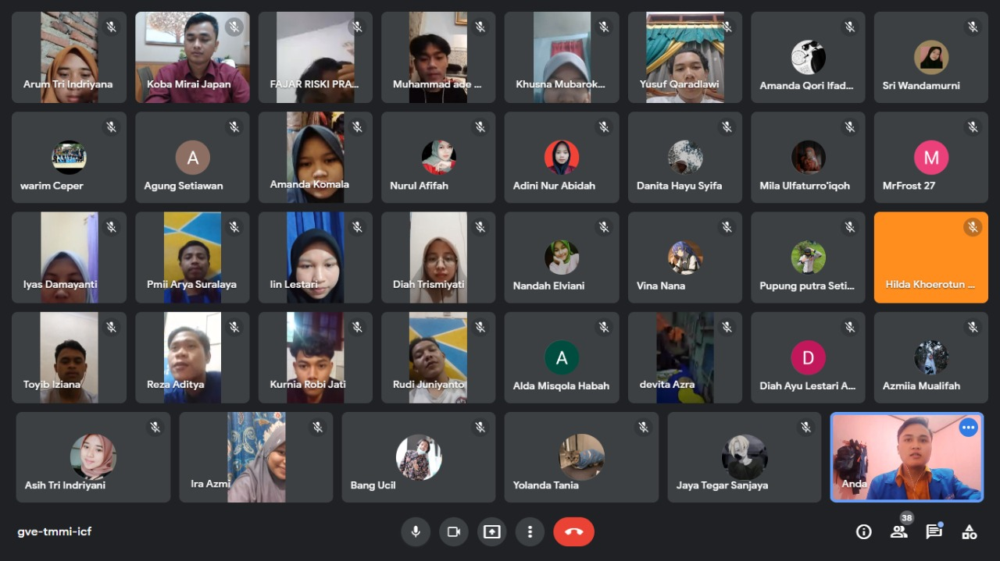 Arum Tri Indriyana
Koba Mirai Japan
FAJAR RISKI PRA...
Muhammad ade ...
Khusna Mubarok...
Yusuf Qaradlawi
Amanda Qori Ifad...
Sri Wandamurni
warim Ceper
A
Agung Setiawan
Amanda Komala
Nurul Afifah
Adini Nur Abidah
Danita Hayu Syifa
Mila Ulfaturro'iqoh
M
MrFrost 27
Iyas Damayanti
Pmii Arya Suralaya
Iin Lestari
Diah Trismiyati
Nandah Elviani
Vina Nana
Pupung putra Seti...
Hilda Khoerotun ...
Toyib Iziana
Reza Aditya
Kurnia Robi Jati
Rudi Juniyanto
A
Alda Misqola Habah
devita Azra
D
Diah Ayu Lestari A...
Azmiia Mualifah
Asih Tri Indriyani
Ira Azmi
Bang Ucil
Yolanda Tania
Jaya Tegar Sanjaya
Anda
gve-tmmi-icf
38